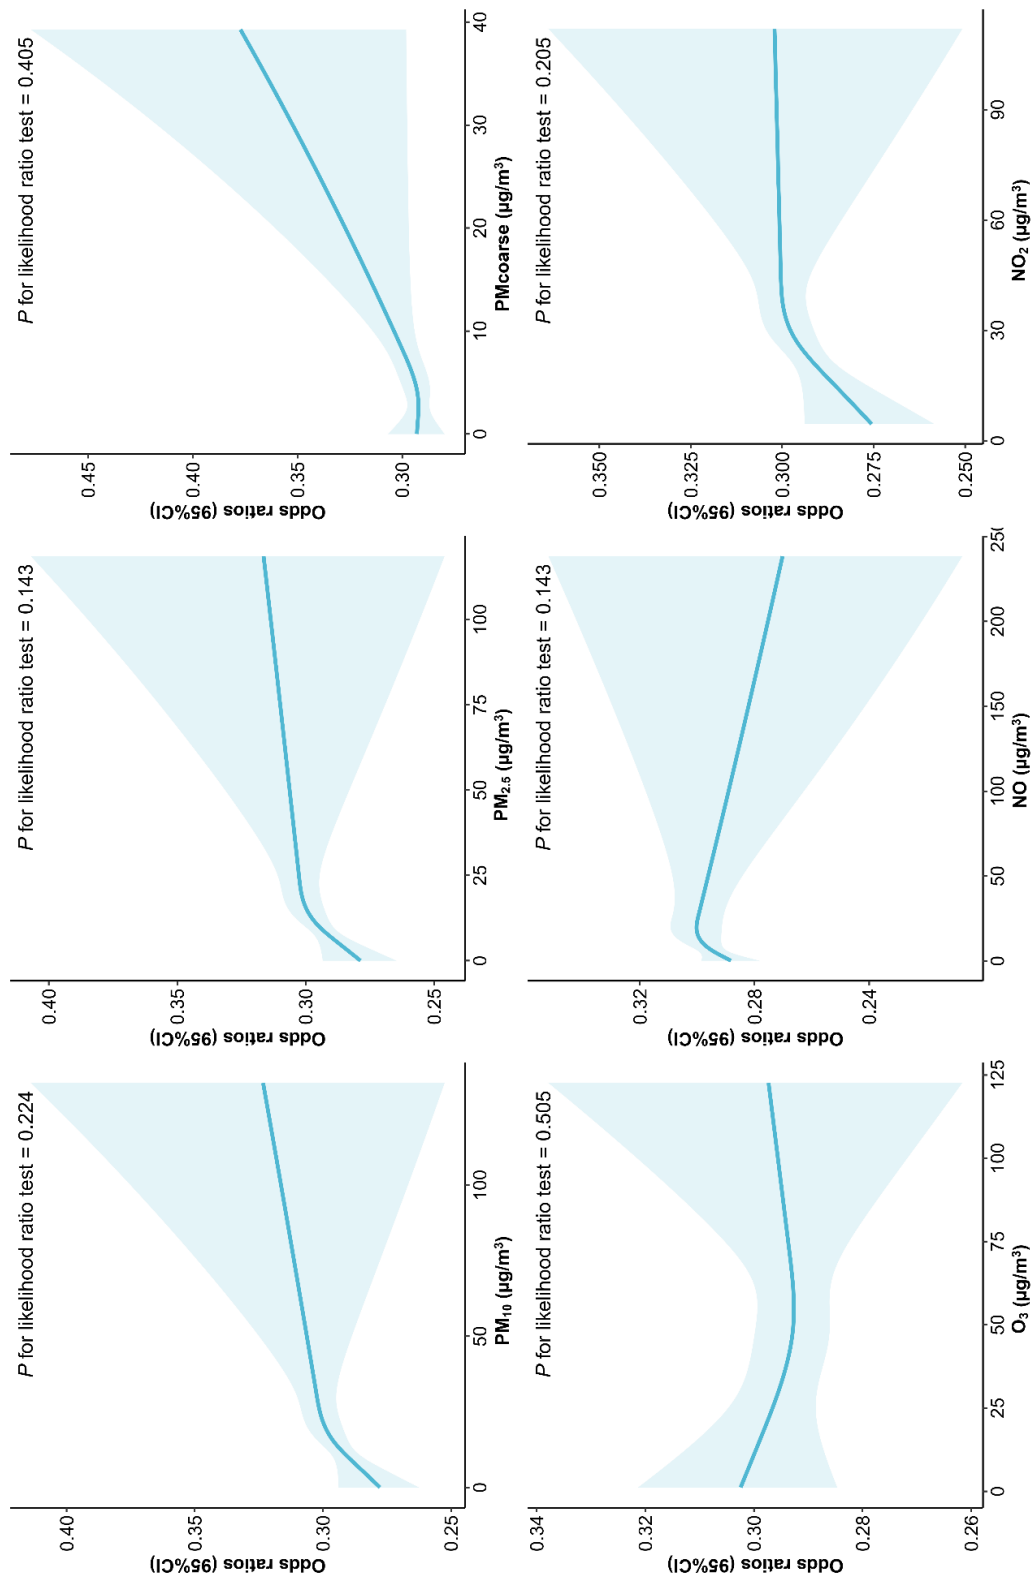 P for likelihood ratio test = 0.224
0.40
0.35
0.30
0.25
Odds ratios (95%CI)
0 50 100
PM₁₀ (μg/m³)
P for likelihood ratio test = 0.143
0.40
0.35
0.30
0.25
Odds ratios (95%CI)
0 25 50 75 100
PM₂.₅ (μg/m³)
P for likelihood ratio test = 0.405
0.45
0.40
0.35
0.30
Odds ratios (95%CI)
0 10 20 30 40
PMcoarse (μg/m³)
P for likelihood ratio test = 0.505
0.34
0.32
0.30
0.28
0.26
Odds ratios (95%CI)
0 25 50 75 100 125
O₃ (μg/m³)
P for likelihood ratio test = 0.143
0.32
0.28
0.24
Odds ratios (95%CI)
0 50 100 150 200 250
NO (μg/m³)
P for likelihood ratio test = 0.205
0.350
0.325
0.300
0.275
0.250
Odds ratios (95%CI)
0 30 60 90
NO₂ (μg/m³)